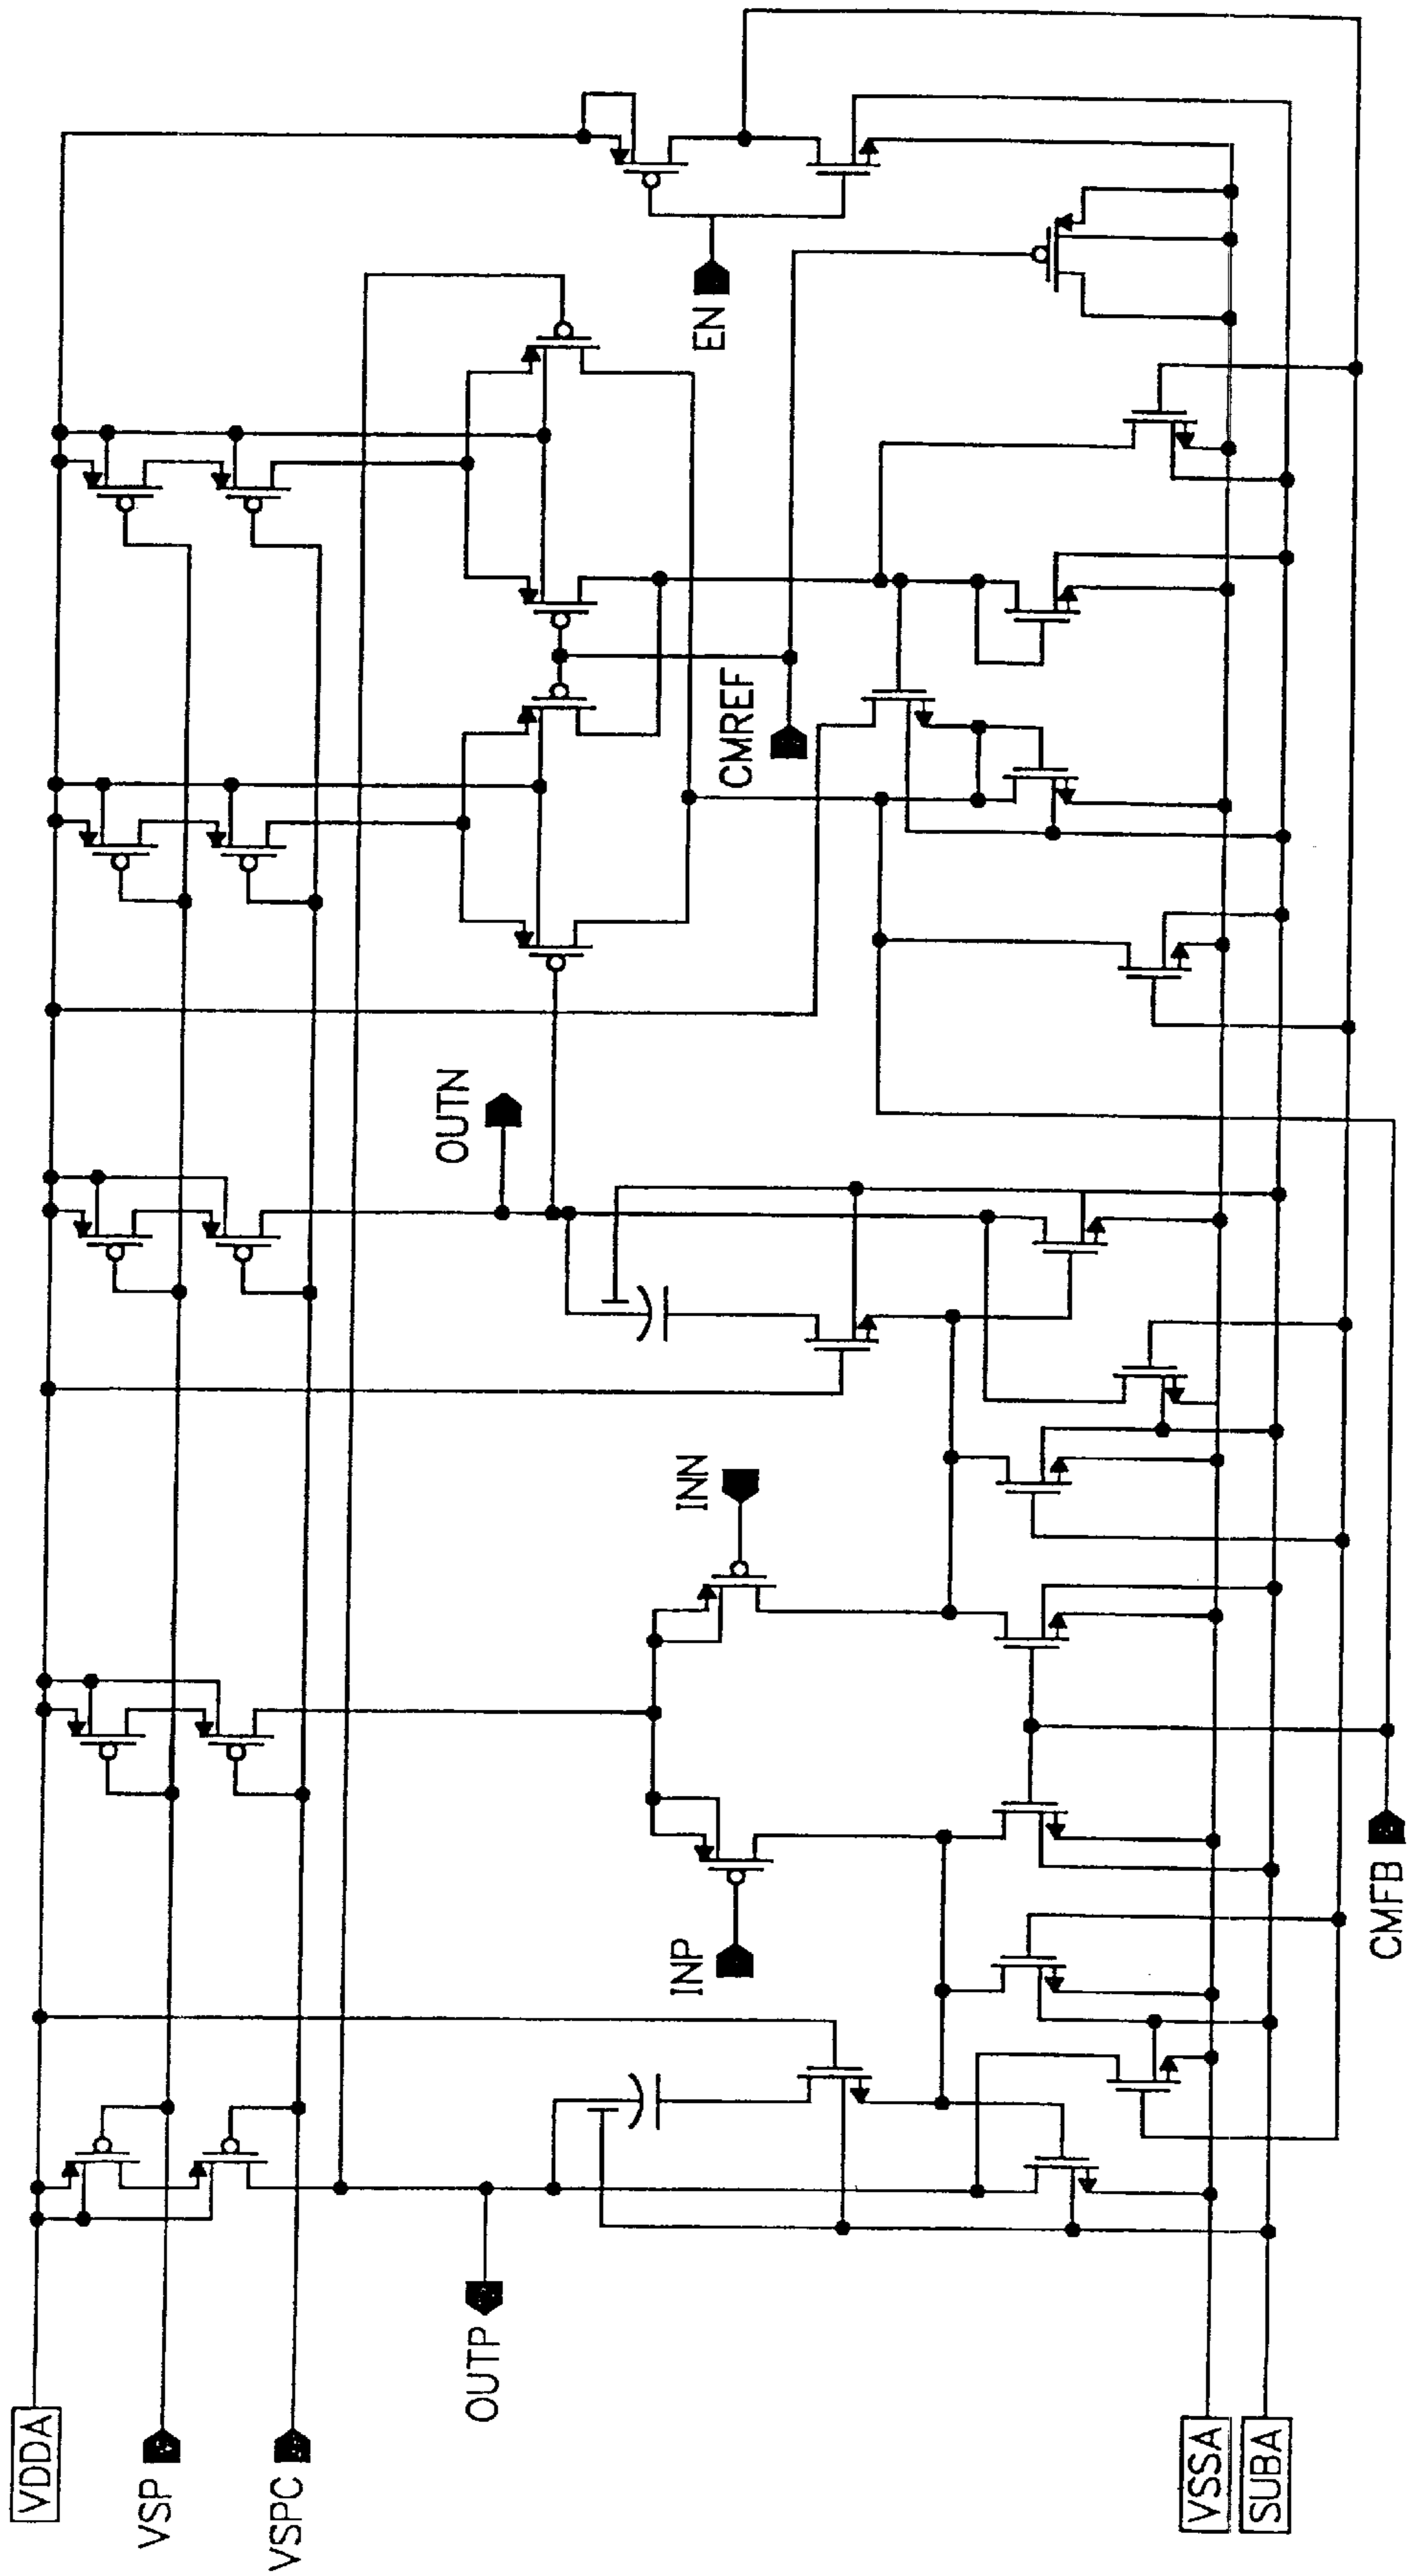 VDDA
VSP
VSPC
OUTP
INP
INN
OUTN
CMREF
EN
CMFB
VSSA
SUBA